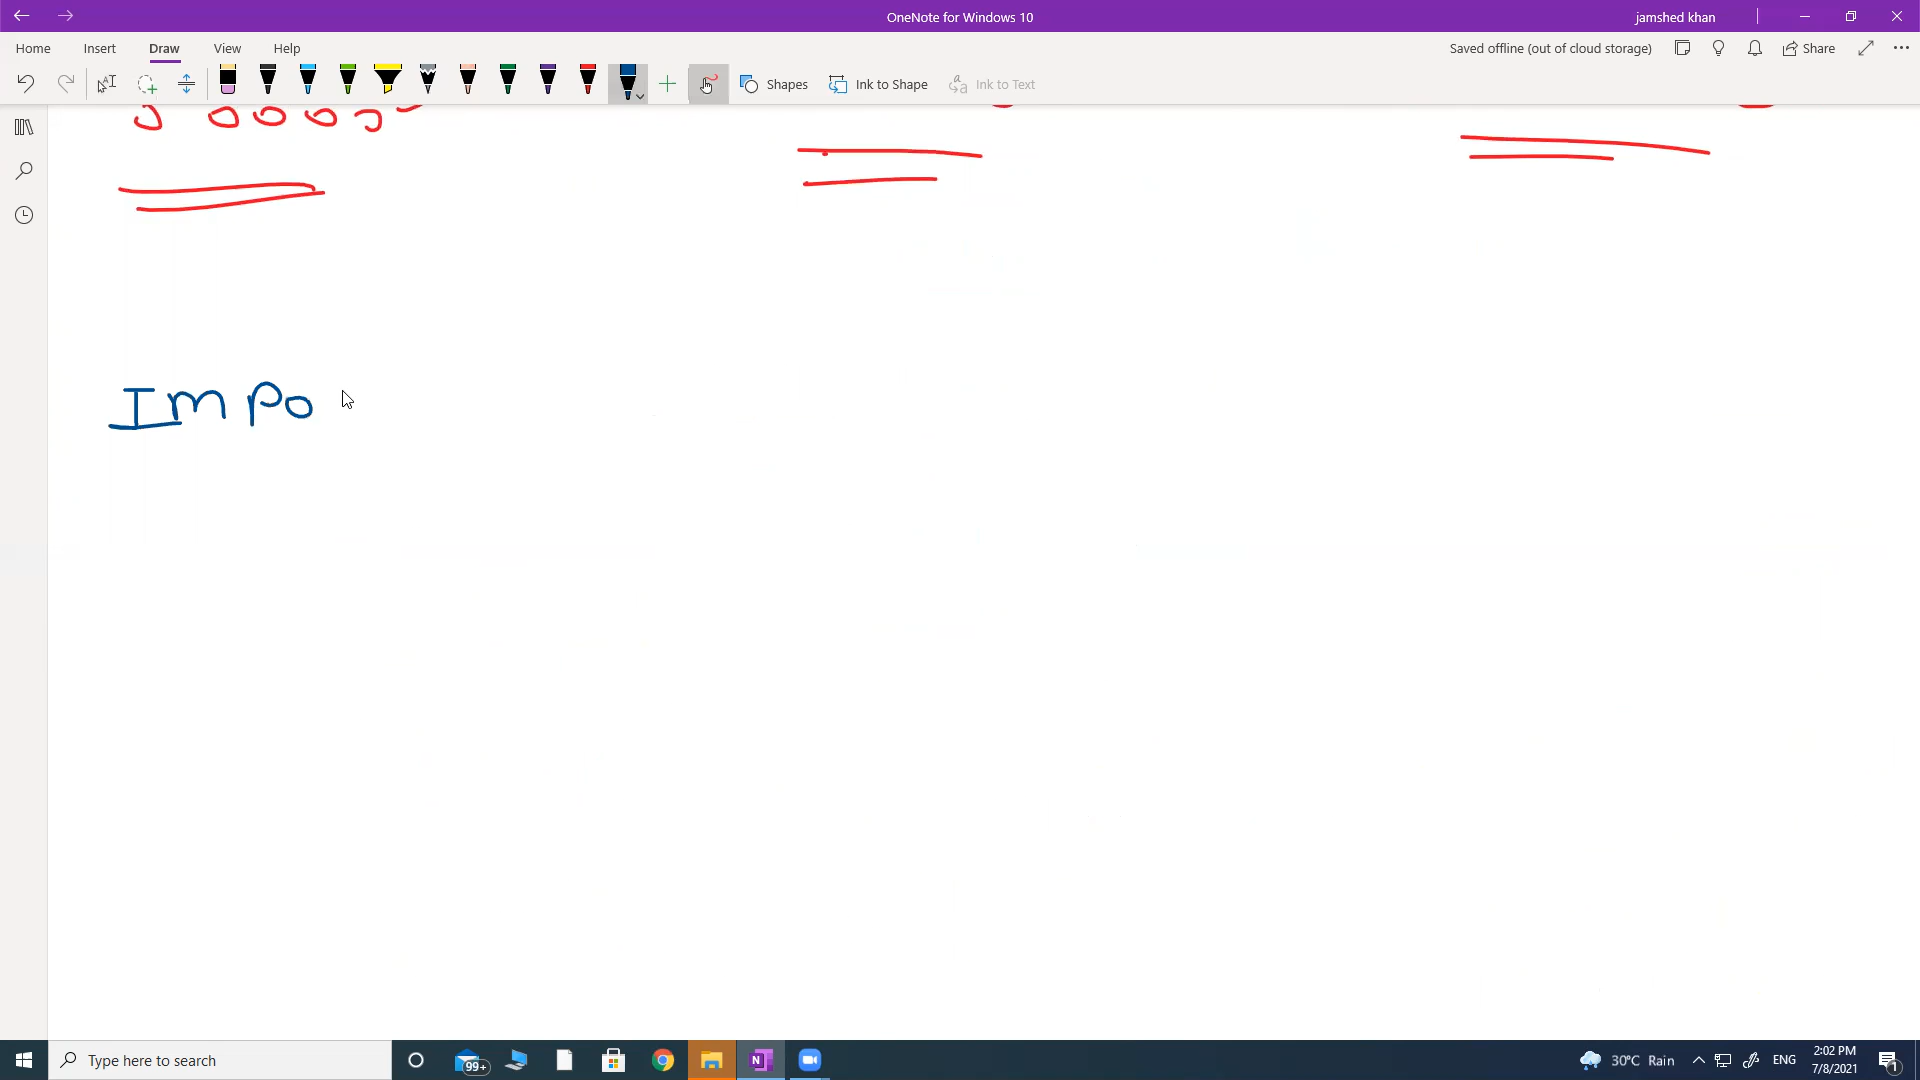 OneNote for Windows 10
jamshed khan
Home Insert Draw View Help
Saved offline (out of cloud storage)
Share
Shapes
Ink to Shape
Ink to Text
Impo
Type here to search
99+
30°C Rain
ENG
2:02 PM
7/8/2021
1